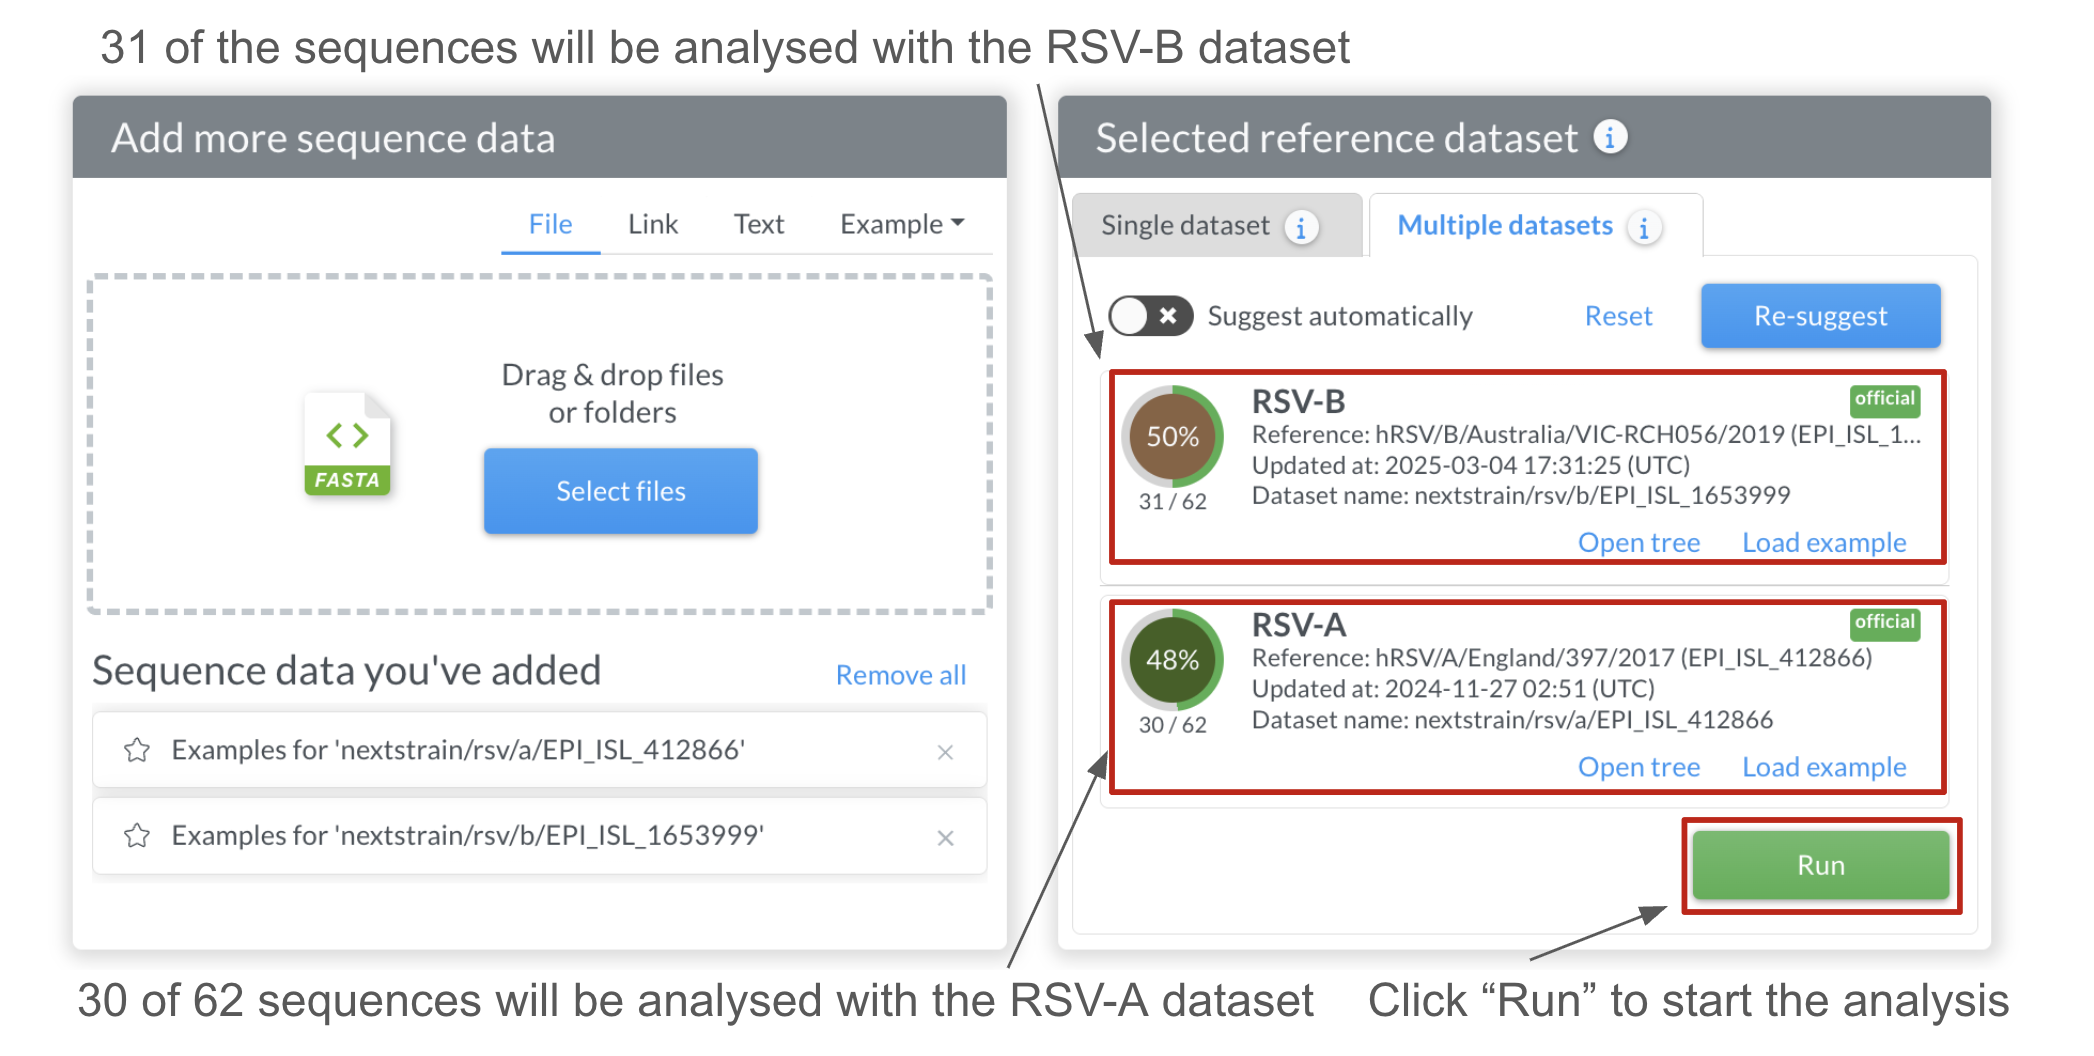 31 of the sequences will be analysed with the RSV-B dataset
Add more sequence data
File Link Text Example
Drag & drop files
or folders
FASTA
Select files
Sequence data you've added
Remove all
Examples for 'nextstrain/rsv/a/EPI_ISL_412866'
Examples for 'nextstrain/rsv/b/EPI_ISL_1653999'
Selected reference dataset i
Single dataset i Multiple datasets i
Suggest automatically Reset Re-suggest
50%
31 / 62
RSV-B
official
Reference: hRSV/B/Australia/VIC-RCH056/2019 (EPI_ISL_1...
Updated at: 2025-03-04 17:31:25 (UTC)
Dataset name: nextstrain/rsv/b/EPI_ISL_1653999
Open tree Load example
48%
30 / 62
RSV-A
official
Reference: hRSV/A/England/397/2017 (EPI_ISL_412866)
Updated at: 2024-11-27 02:51 (UTC)
Dataset name: nextstrain/rsv/a/EPI_ISL_412866
Open tree Load example
Run
30 of 62 sequences will be analysed with the RSV-A dataset
Click “Run” to start the analysis